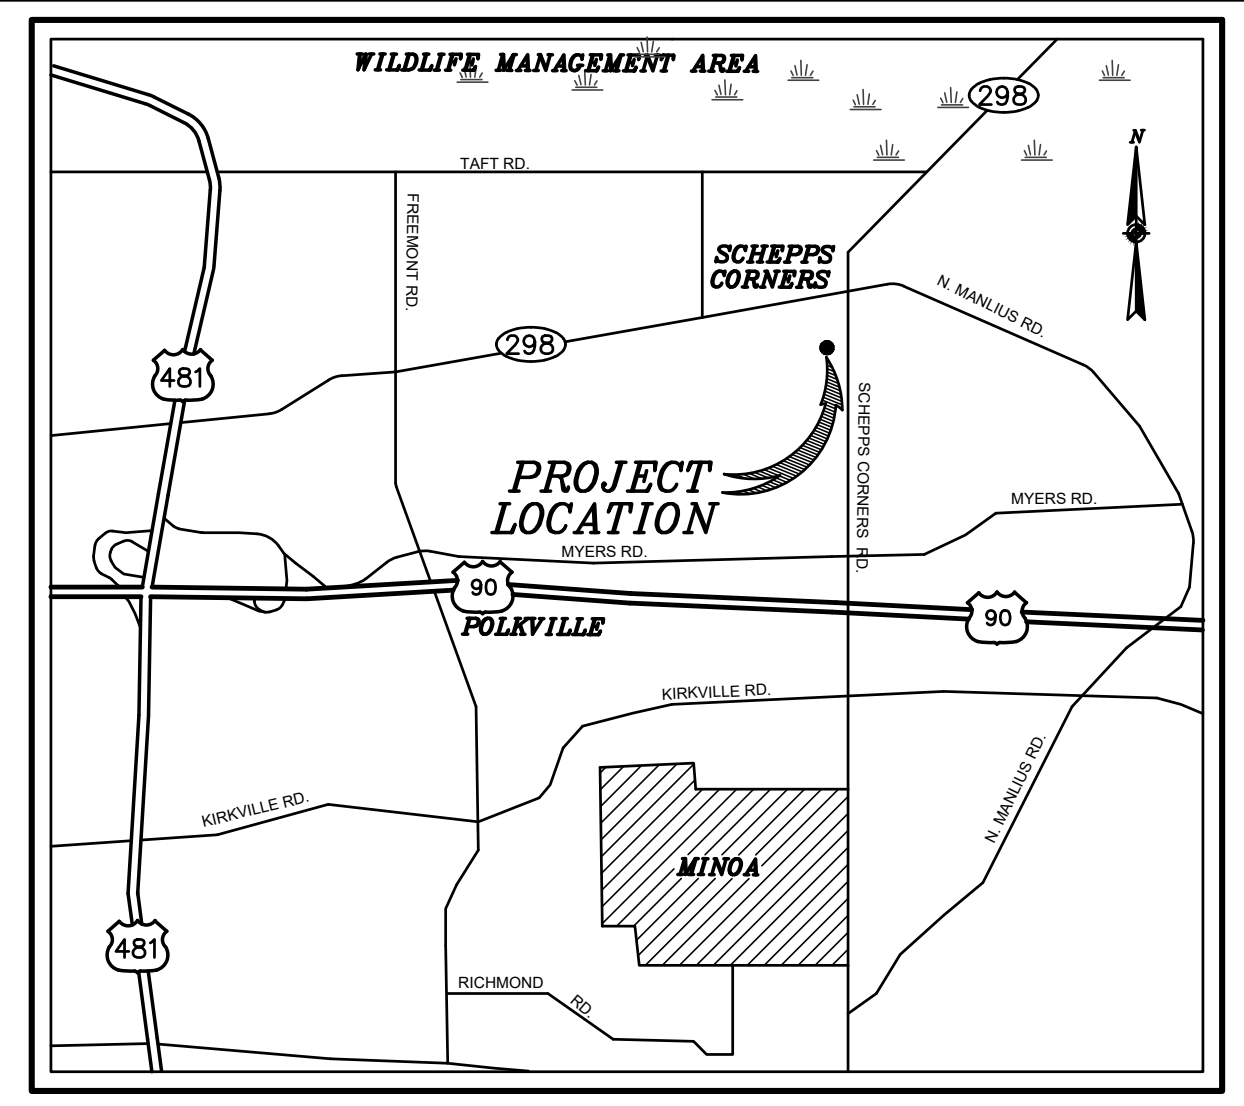 WILDLIFE MANAGEMENT AREA
298
N
TAFT RD.
FREEMONT RD.
SCHEPPS
CORNERS
N. MANLIUS RD.
298
481
SCHEPPS CORNERS RD.
PROJECT
LOCATION
MYERS RD.
MYERS RD.
90
90
POLKVILLE
KIRKVILLE RD.
N. MANLIUS RD.
KIRKVILLE RD.
MINOA
481
RICHMOND
RD.